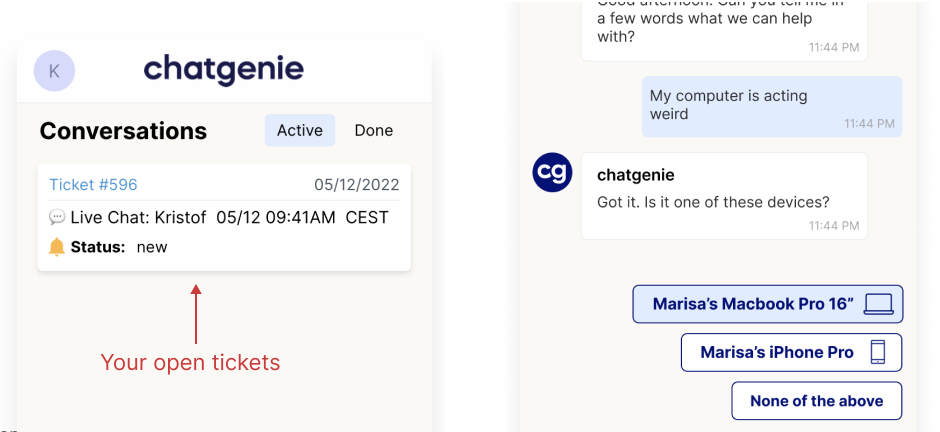 K
chatgenie
Conversations
Active
Done
Ticket #596
05/12/2022
Live Chat: Kristof 05/12 09:41AM CEST
Status: new
Your open tickets
Good afternoon. Can you tell me in
a few words what we can help
with?
11:44 PM
My computer is acting
weird
11:44 PM
cg
chatgenie
Got it. Is it one of these devices?
11:44 PM
Marisa’s Macbook Pro 16”
Marisa’s iPhone Pro
None of the above